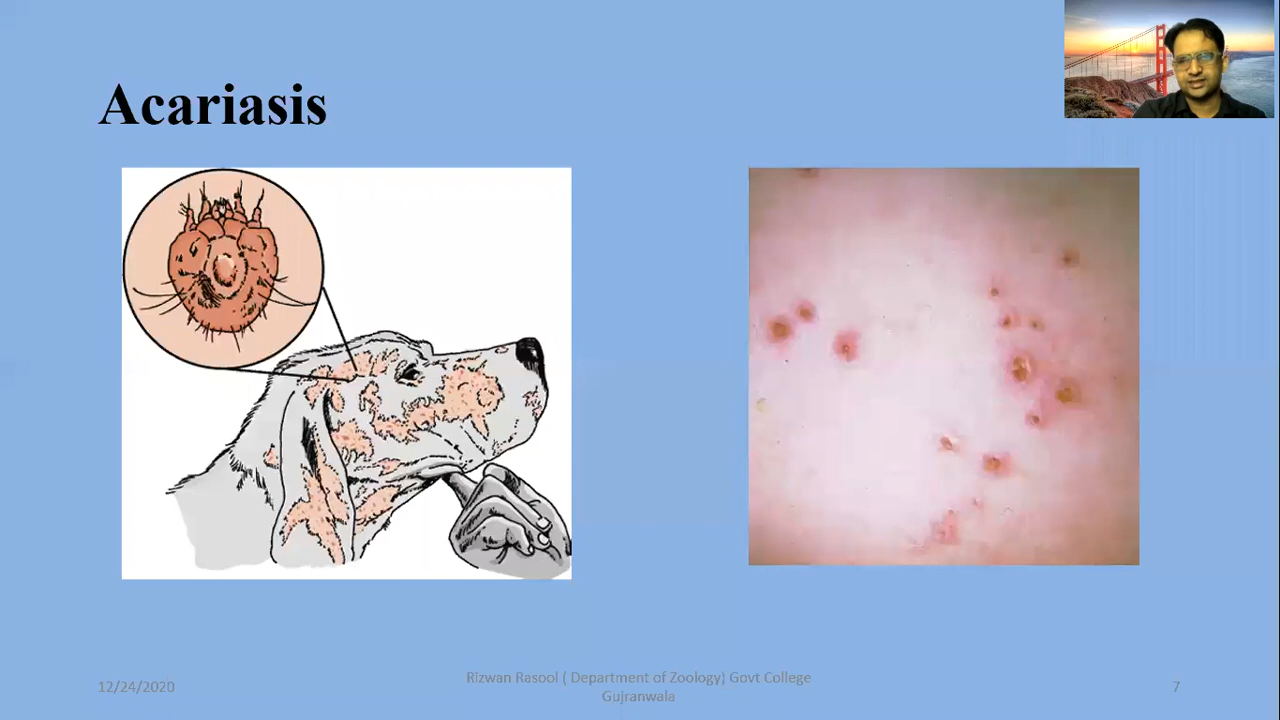 Acariasis
12/24/2020
Rizwan Rasool ( Department of Zoology) Govt College
Gujranwala
7